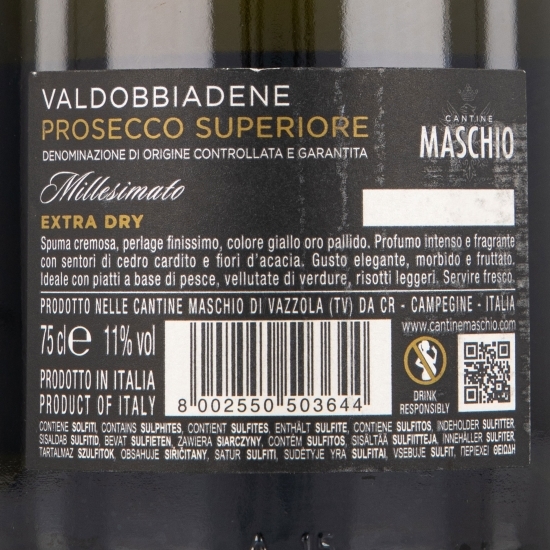 VALDOBBIADENE
PROSECCO SUPERIORE
DENOMINAZIONE DI ORIGINE CONTROLLATA E GARANTITA
CANTINE
MASCHIO
Millesimato
EXTRA DRY
Spuma cremosa, perlage finissimo, colore giallo oro pallido. Profumo intenso e fragrante
con sentori di cedro cardito e fiori d'acacia. Gusto elegante, morbido e fruttato.
Ideale con piatti a base di pesce, vellutate di verdure, risotti leggeri. Servire fresco.
PRODOTTO NELLE CANTINE MASCHIO DI VAZZOLA (TV) DA CR - CAMPEGINE - ITALIA
www.cantinemaschio.com
75 cl e 11% vol
PRODOTTO IN ITALIA
PRODUCT OF ITALY
8 002550 503644
DRINK
RESPONSIBLY
CONTIENE SOLFITI, CONTAINS SULPHITES, CONTIENT SULFITES, ENTHÄLT SULFITE, CONTIENE SULFITOS, INDEHOLDER SULFITTER,
SISALDAB SULFITID, BEVAT SULFIETEN, ZAWIERA SIARCZYNY, CONTÉM SULFITOS, SISÄLTÄÄ SULFIITTEJA, INNEHÅLLER SULFITER,
TARTALMAZ SZULFITOK, OBSAHUJE SIŘIČITANY, SATUR SULFITI, SUDĖTYJE YRA SULFITAI, VSEBUJE SULFIT, ΠΕΡΙΕΧΕΙ ΘΕΙΩΔΗ